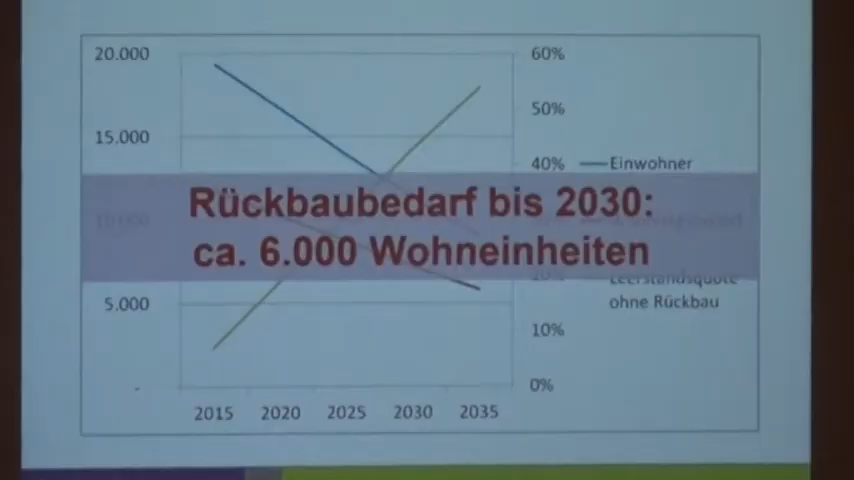 20.000
60%
50%
15.000
40%
Einwohner
Rückbaubedarf bis 2030:
ca. 6.000 Wohneinheiten
Leerstandsquote
5.000
ohne Rückbau
10%
-
0%
2015 2020 2025 2030 2035